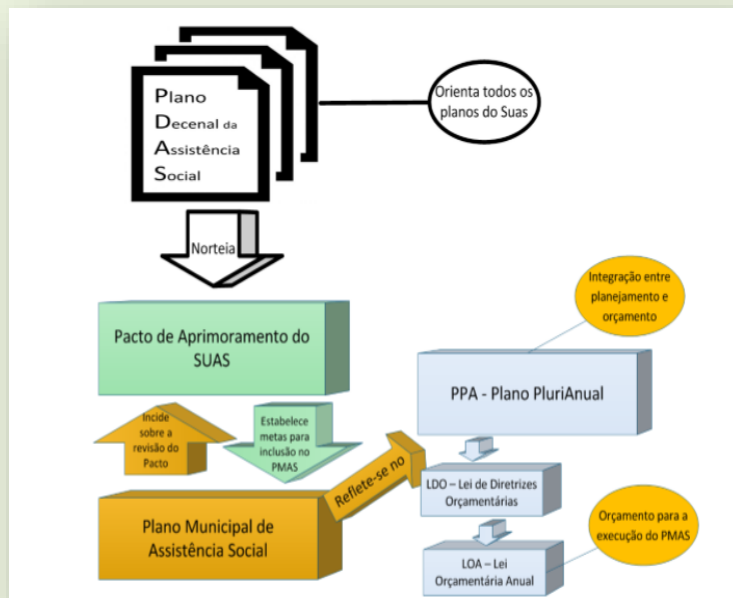 Plano
Decenal da
Assistência
Social
Orienta todos os
planos do Suas
Norteia
Integração entre
planejamento e
orçamento
Pacto de Aprimoramento do
SUAS
PPA - Plano PluriAnual
Incide
sobre a
revisão do
Pacto
Estabelece
metas para
inclusão no
PMAS
Reflete-se no
LDO – Lei de Diretrizes
Orçamentárias
Plano Municipal de
Assistência Social
Orçamento para a
execução do PMAS
LOA – Lei
Orçamentária Anual